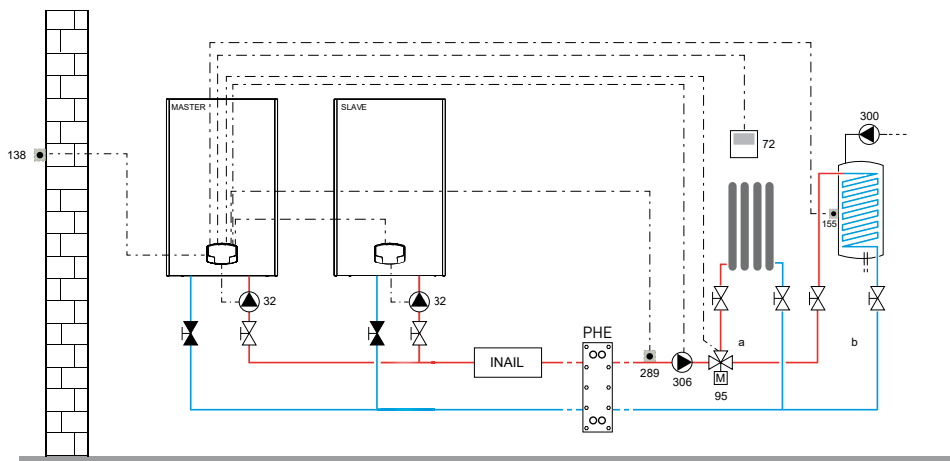 MASTER
SLAVE
300
138
72
155
32
32
PHE
a
b
INAIL
289
306
M
95